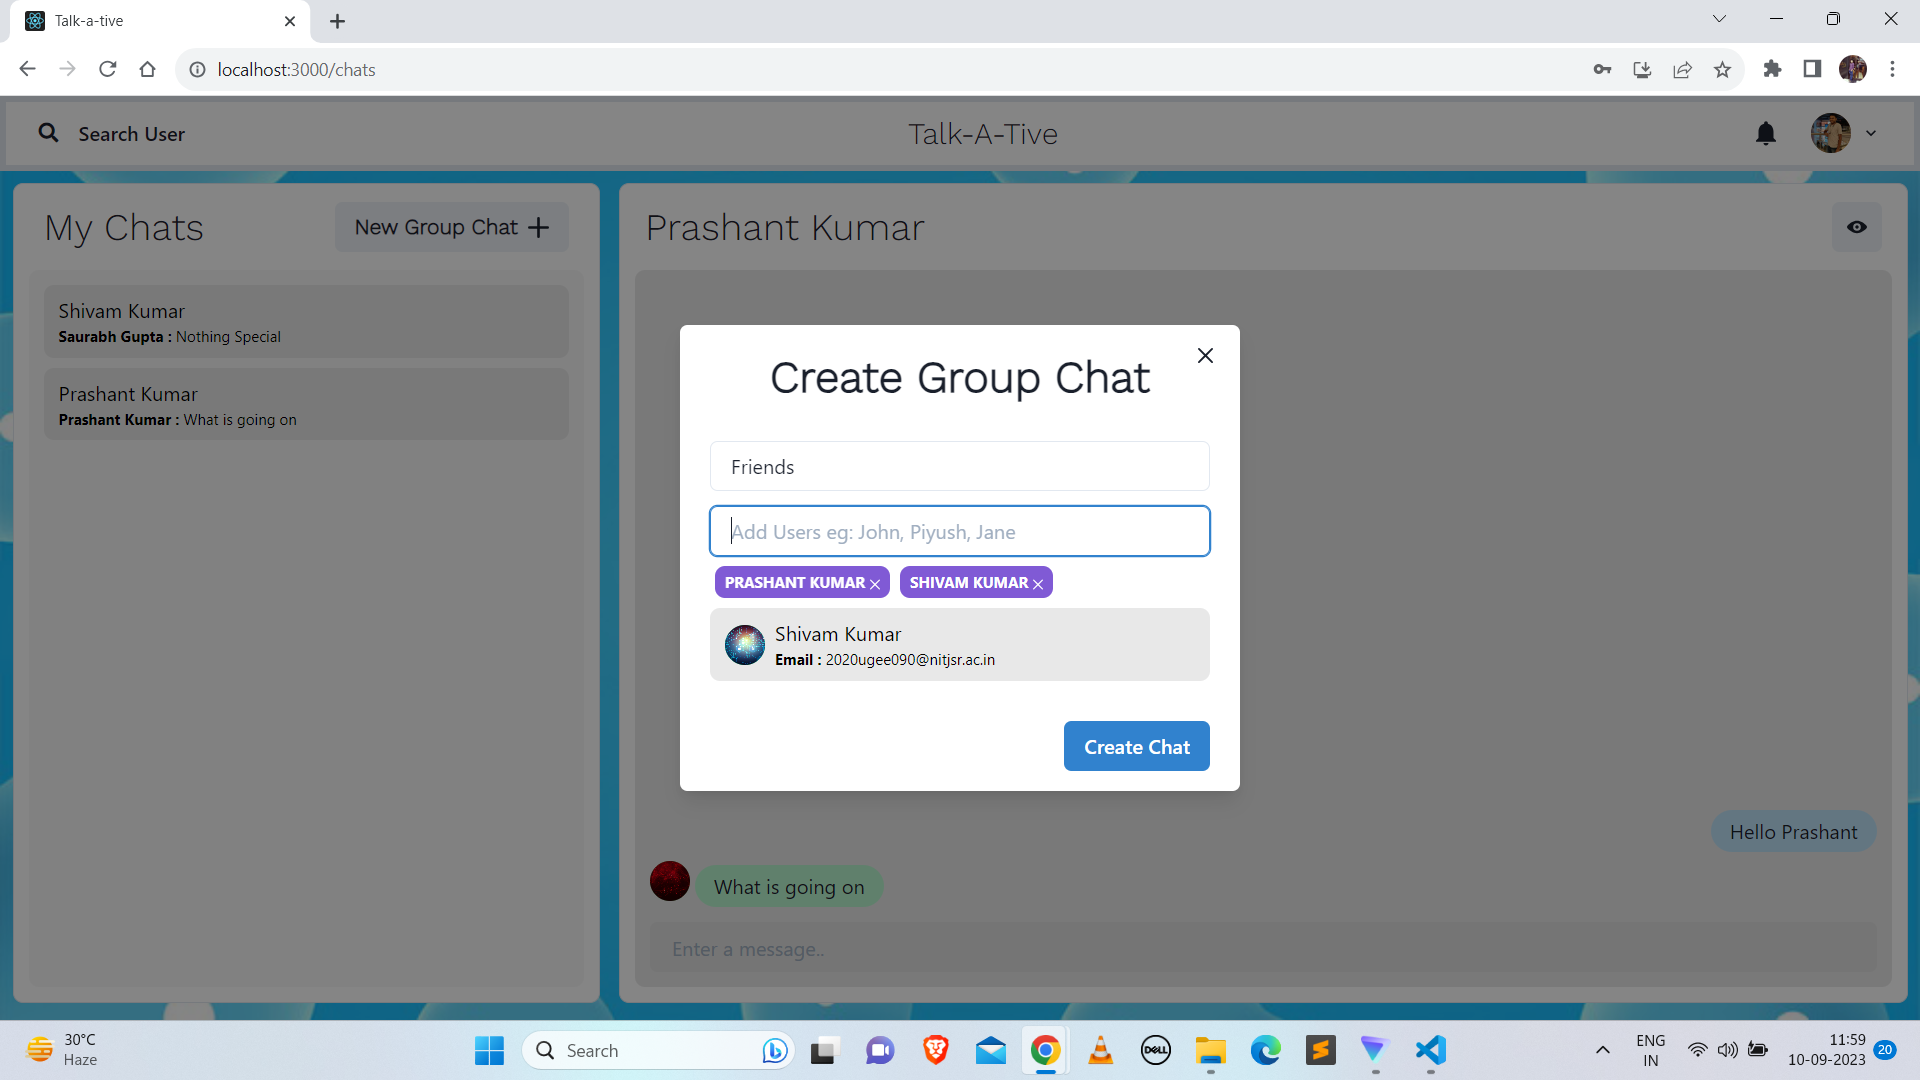 Talk-a-tive
localhost:3000/chats
Search User
Talk-A-Tive
My Chats
New Group Chat
Prashant Kumar
Shivam Kumar
Saurabh Gupta : Nothing Special
Prashant Kumar
Prashant Kumar : What is going on
Create Group Chat
Friends
Add Users eg: John, Piyush, Jane
PRASHANT KUMAR
SHIVAM KUMAR
Shivam Kumar
Email : 2020ugee090@nitjsr.ac.in
Create Chat
Hello Prashant
What is going on
Enter a message..
30°C
Haze
Search
DELL
ENG
IN
11:59
10-09-2023
20